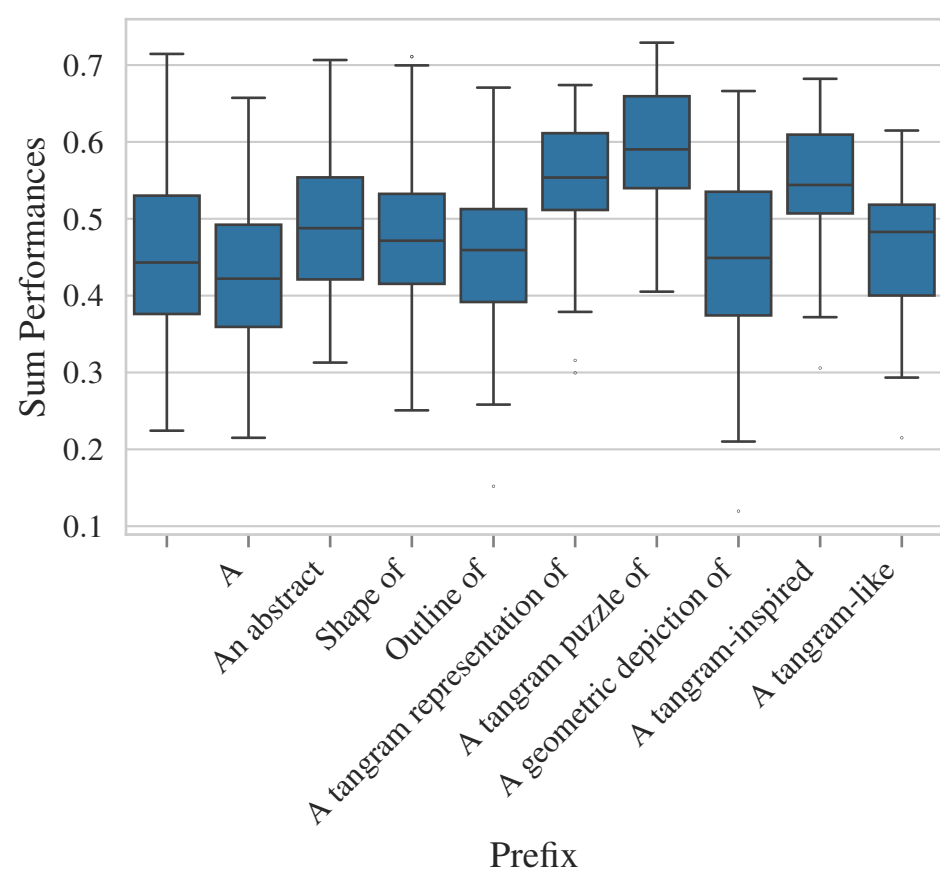 0.7
0.6
0.5
0.4
0.3
0.2
0.1
Sum Performances
A
An abstract
Shape of
Outline of
A tangram representation of
A tangram puzzle of
A geometric depiction of
A tangram-inspired
A tangram-like
Prefix